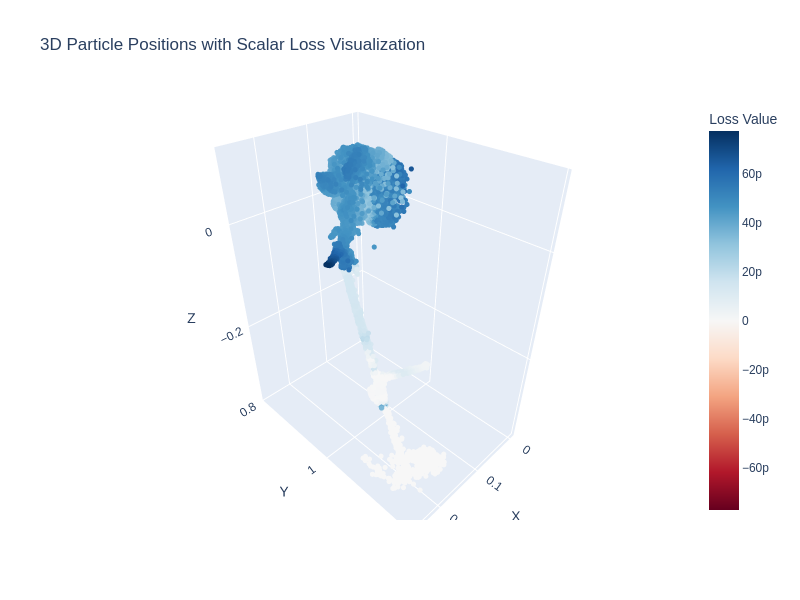 3D Particle Positions with Scalar Loss Visualization
Loss Value
60p
40p
20p
0
−20p
−40p
−60p
0
−0.2
Z
0.8
1
Y
0
0.1
X